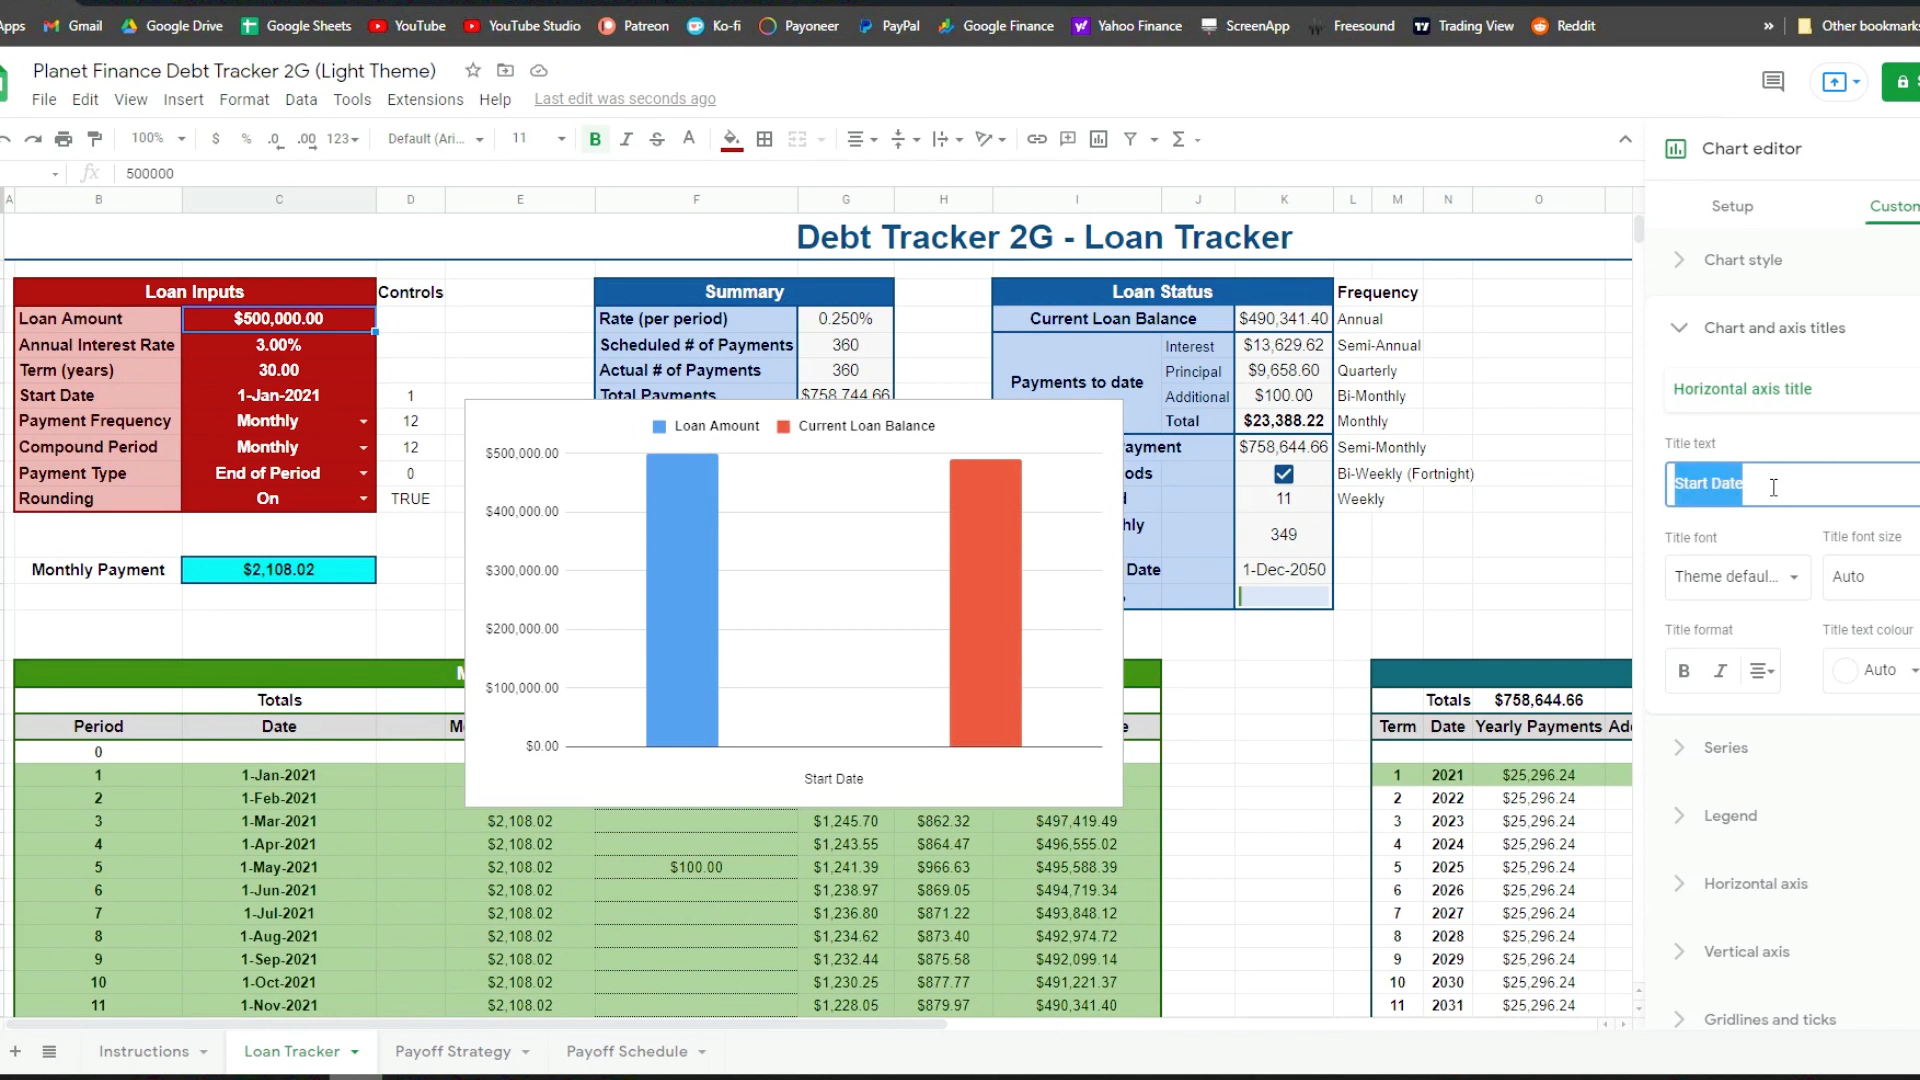 Apps Gmail Google Drive Google Sheets YouTube YouTube Studio Patreon Ko-fi Payoneer PayPal Google Finance Yahoo Finance ScreenApp Freesound Trading View Reddit » Other bookmarks
Planet Finance Debt Tracker 2G (Light Theme)
File Edit View Insert Format Data Tools Extensions Help Last edit was seconds ago
100% $ % .0 .00 123 Default (Ari... 11 B I S A
fx 500000
Chart editor
Setup Custom
A B C D E F G H I J K L M N O
Debt Tracker 2G - Loan Tracker
Loan Inputs Controls Summary Loan Status Frequency
Loan Amount $500,000.00 Rate (per period) 0.250% Current Loan Balance $490,341.40 Annual
Annual Interest Rate 3.00% Scheduled # of Payments 360 Interest $13,629.62 Semi-Annual
Term (years) 30.00 Actual # of Payments 360 Payments to date Principal $9,658.60 Quarterly
Start Date 1-Jan-2021 1 Total Payments $758,744.66 Additional $100.00 Bi-Monthly
Payment Frequency Monthly 12 Total $23,388.22 Monthly
Compound Period Monthly 12 ayment $758,644.66 Semi-Monthly
Payment Type End of Period 0 ods Bi-Weekly (Fortnight)
Rounding On TRUE 11 Weekly
hly 349
Monthly Payment $2,108.02 Date 1-Dec-2050
Loan Amount Current Loan Balance
$500,000.00
$400,000.00
$300,000.00
$200,000.00
$100,000.00
$0.00
Start Date
Totals Totals $758,644.66
Period Date Term Date Yearly Payments
0
1 1-Jan-2021 1 2021 $25,296.24
2 1-Feb-2021 2 2022 $25,296.24
3 1-Mar-2021 $2,108.02 $1,245.70 $862.32 $497,419.49 3 2023 $25,296.24
4 1-Apr-2021 $2,108.02 $1,243.55 $864.47 $496,555.02 4 2024 $25,296.24
5 1-May-2021 $2,108.02 $100.00 $1,241.39 $966.63 $495,588.39 5 2025 $25,296.24
6 1-Jun-2021 $2,108.02 $1,238.97 $869.05 $494,719.34 6 2026 $25,296.24
7 1-Jul-2021 $2,108.02 $1,236.80 $871.22 $493,848.12 7 2027 $25,296.24
8 1-Aug-2021 $2,108.02 $1,234.62 $873.40 $492,974.72 8 2028 $25,296.24
9 1-Sep-2021 $2,108.02 $1,232.44 $875.58 $492,099.14 9 2029 $25,296.24
10 1-Oct-2021 $2,108.02 $1,230.25 $877.77 $491,221.37 10 2030 $25,296.24
11 1-Nov-2021 $2,108.02 $1,228.05 $879.97 $490,341.40 11 2031 $25,296.24
Chart style
Chart and axis titles
Horizontal axis title
Title text
Start Date
Title font Title font size
Theme defaul... Auto
Title format Title text colour
B I Auto
Series
Legend
Horizontal axis
Vertical axis
Gridlines and ticks
Instructions Loan Tracker Payoff Strategy Payoff Schedule